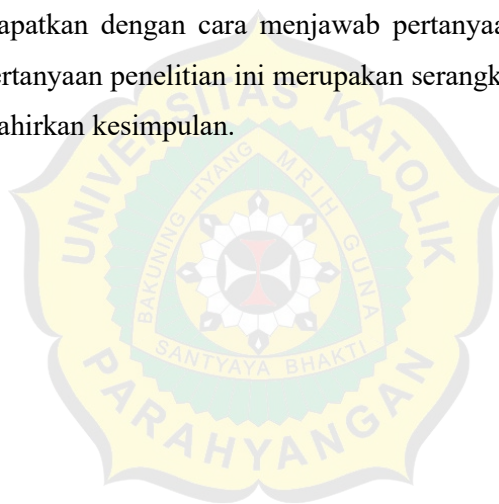 apatkan dengan cara menjawab pertanyaa
ertanyaan penelitian ini merupakan serangk
ahirkan kesimpulan.
UNIVERSITAS KATOLIK
BAKUNING HYANG MRIH GUNA
SANTYAYA BHAKTI
PARAHYANGAN